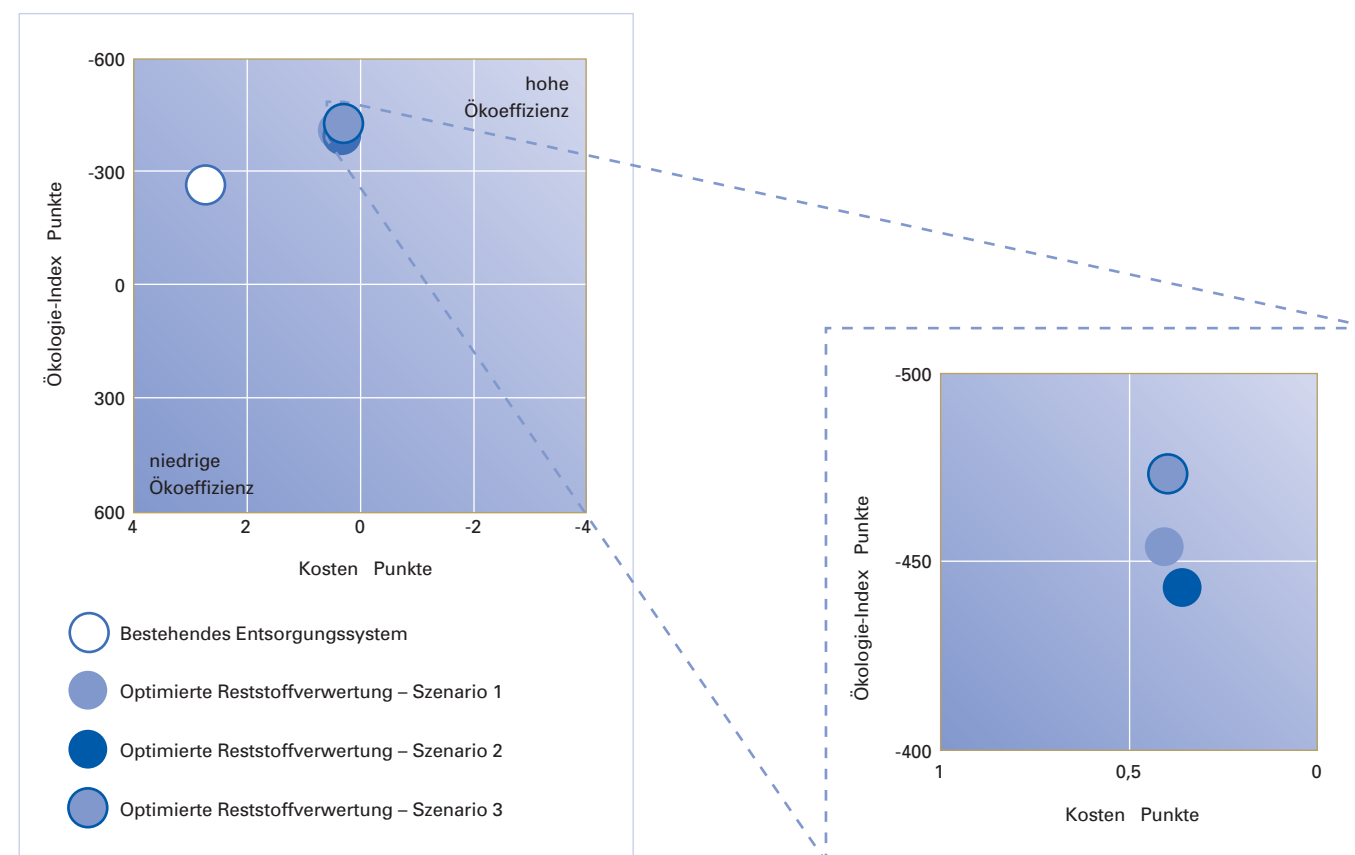 -600
hohe
Ökoeffizienz
-300
Ökologie-Index Punkte
0
300
niedrige
Ökoeffizienz
600
4 2 0 -2 -4
Kosten Punkte
Bestehendes Entsorgungssystem
Optimierte Reststoffverwertung – Szenario 1
Optimierte Reststoffverwertung – Szenario 2
Optimierte Reststoffverwertung – Szenario 3
-500
Ökologie-Index Punkte
-450
-400
1 0,5 0
Kosten Punkte